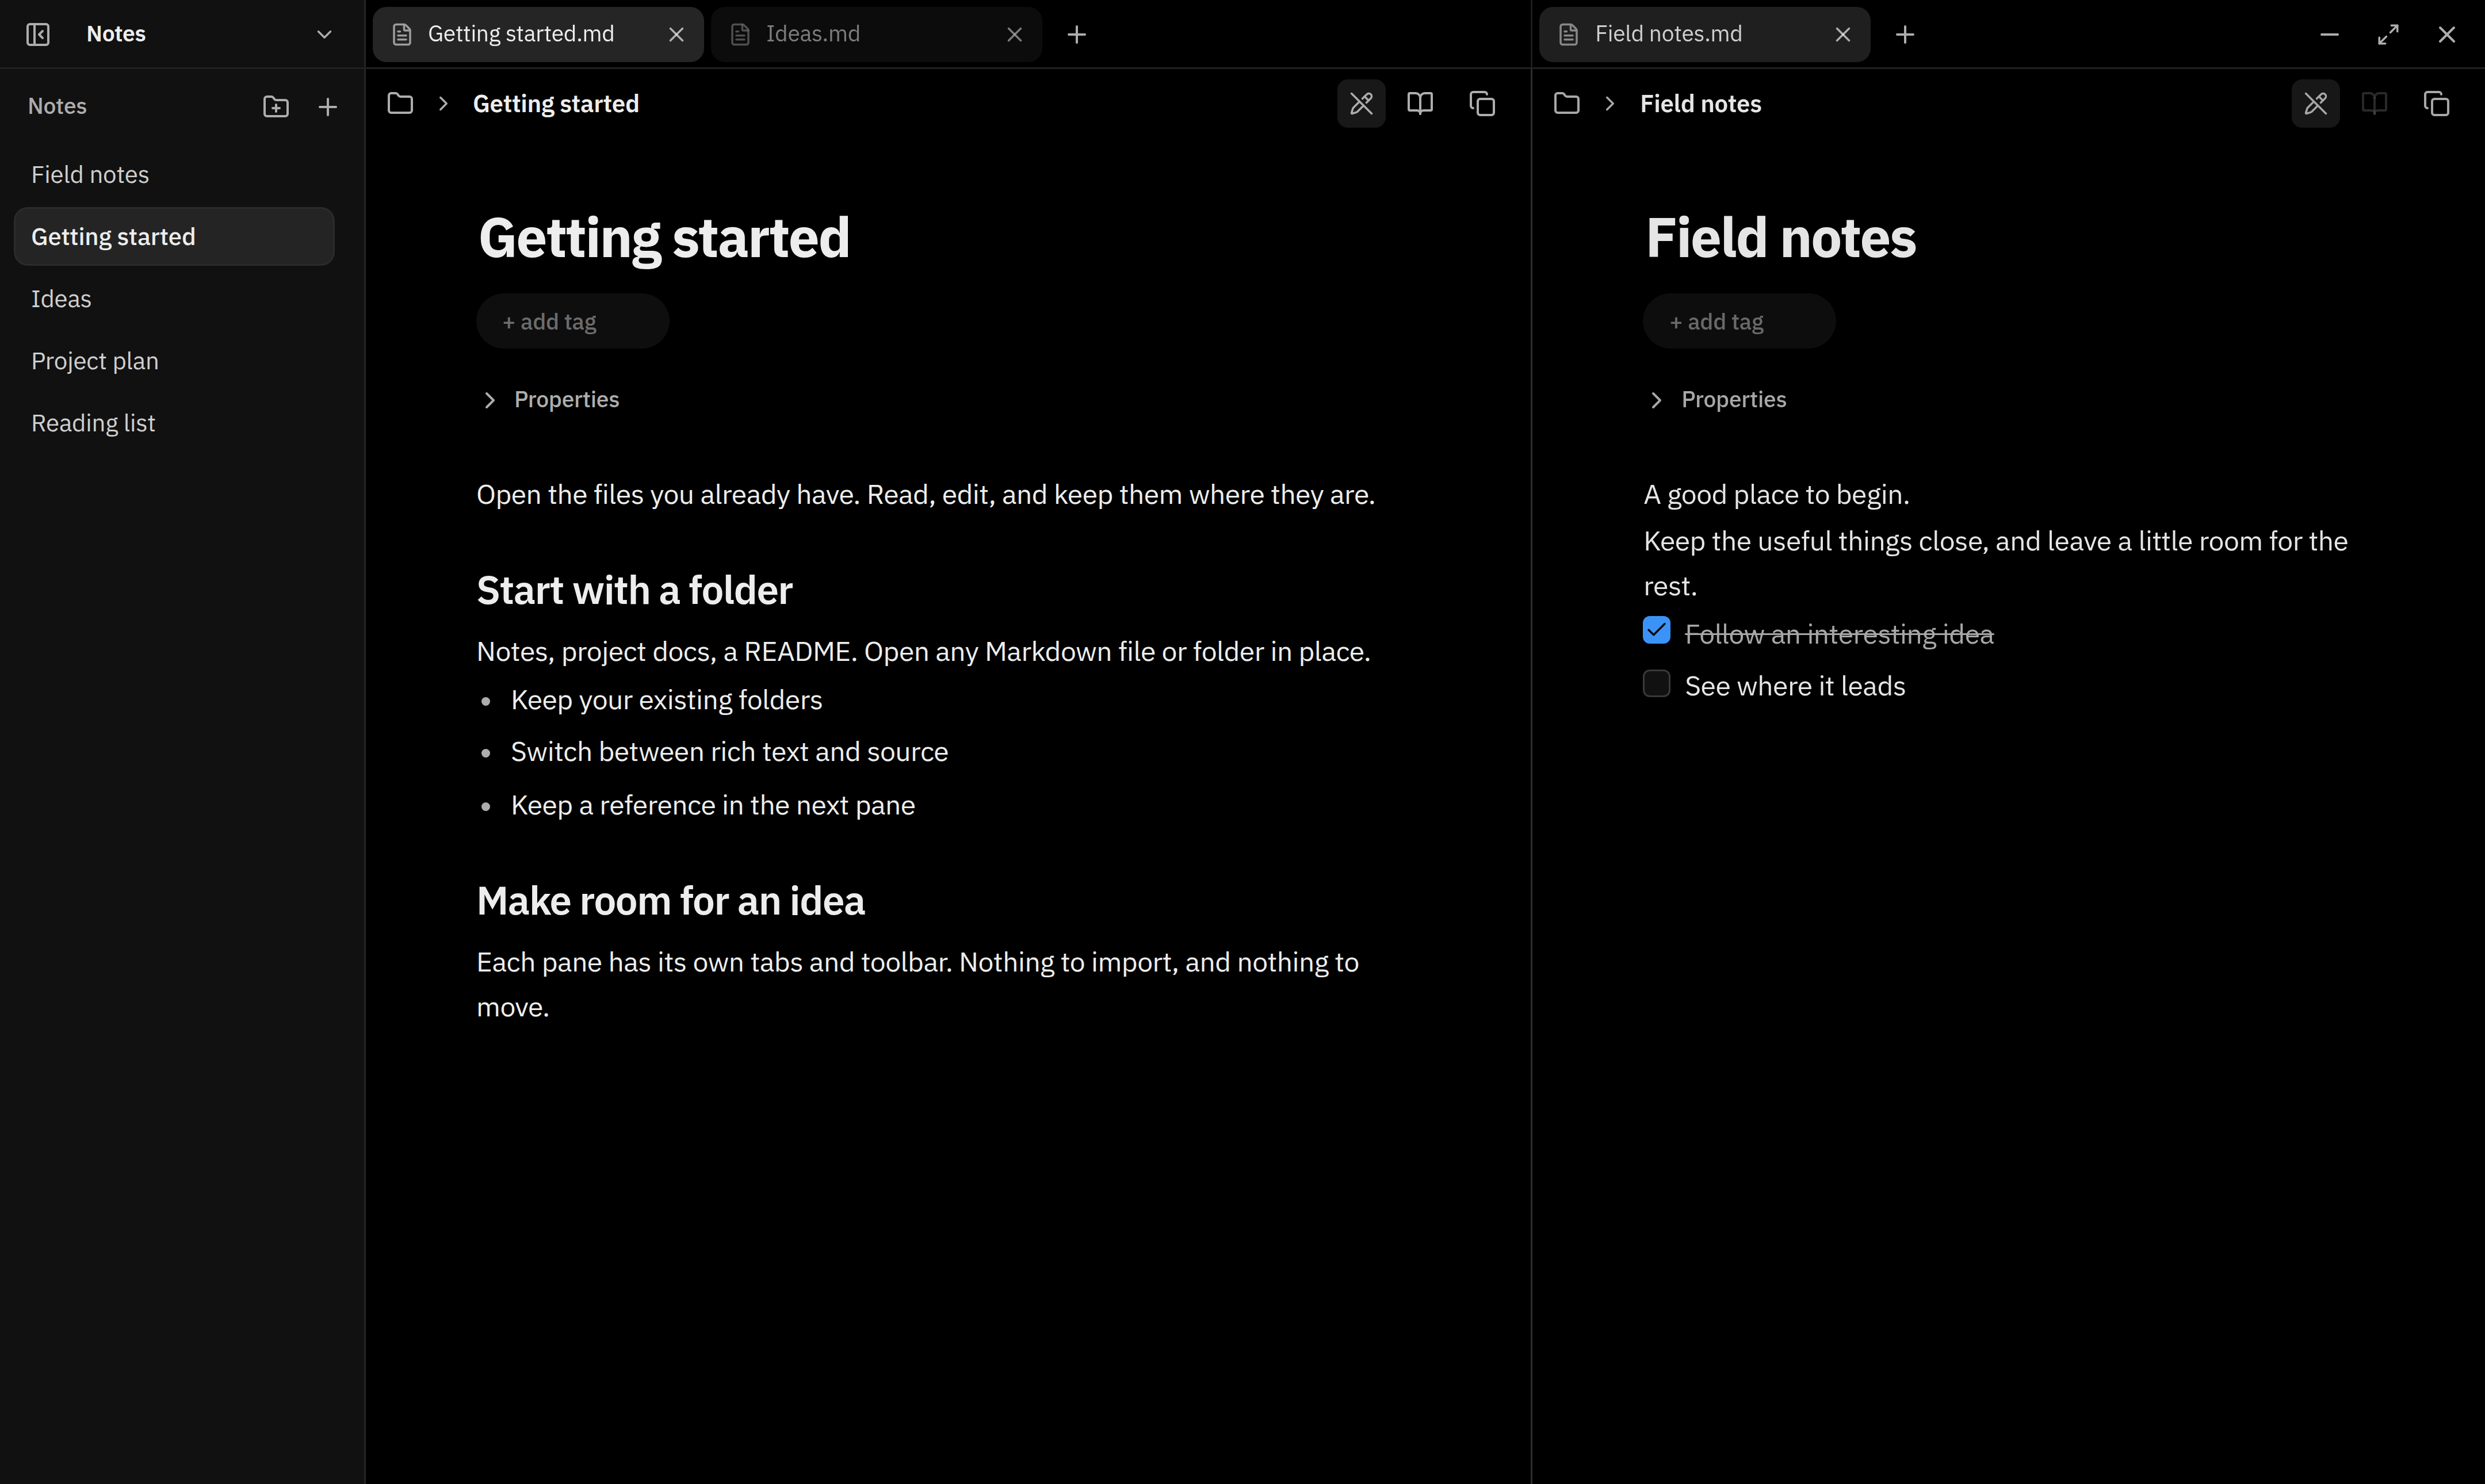 Notes
Notes
Field notes
Getting started
Ideas
Project plan
Reading list
Getting started.md
Ideas.md
Getting started
Getting started
+ add tag
Properties
Open the files you already have. Read, edit, and keep them where they are.
Start with a folder
Notes, project docs, a README. Open any Markdown file or folder in place.
Keep your existing folders
Switch between rich text and source
Keep a reference in the next pane
Make room for an idea
Each pane has its own tabs and toolbar. Nothing to import, and nothing to
move.
Field notes.md
Field notes
Field notes
+ add tag
Properties
A good place to begin.
Keep the useful things close, and leave a little room for the
rest.
Follow an interesting idea
See where it leads